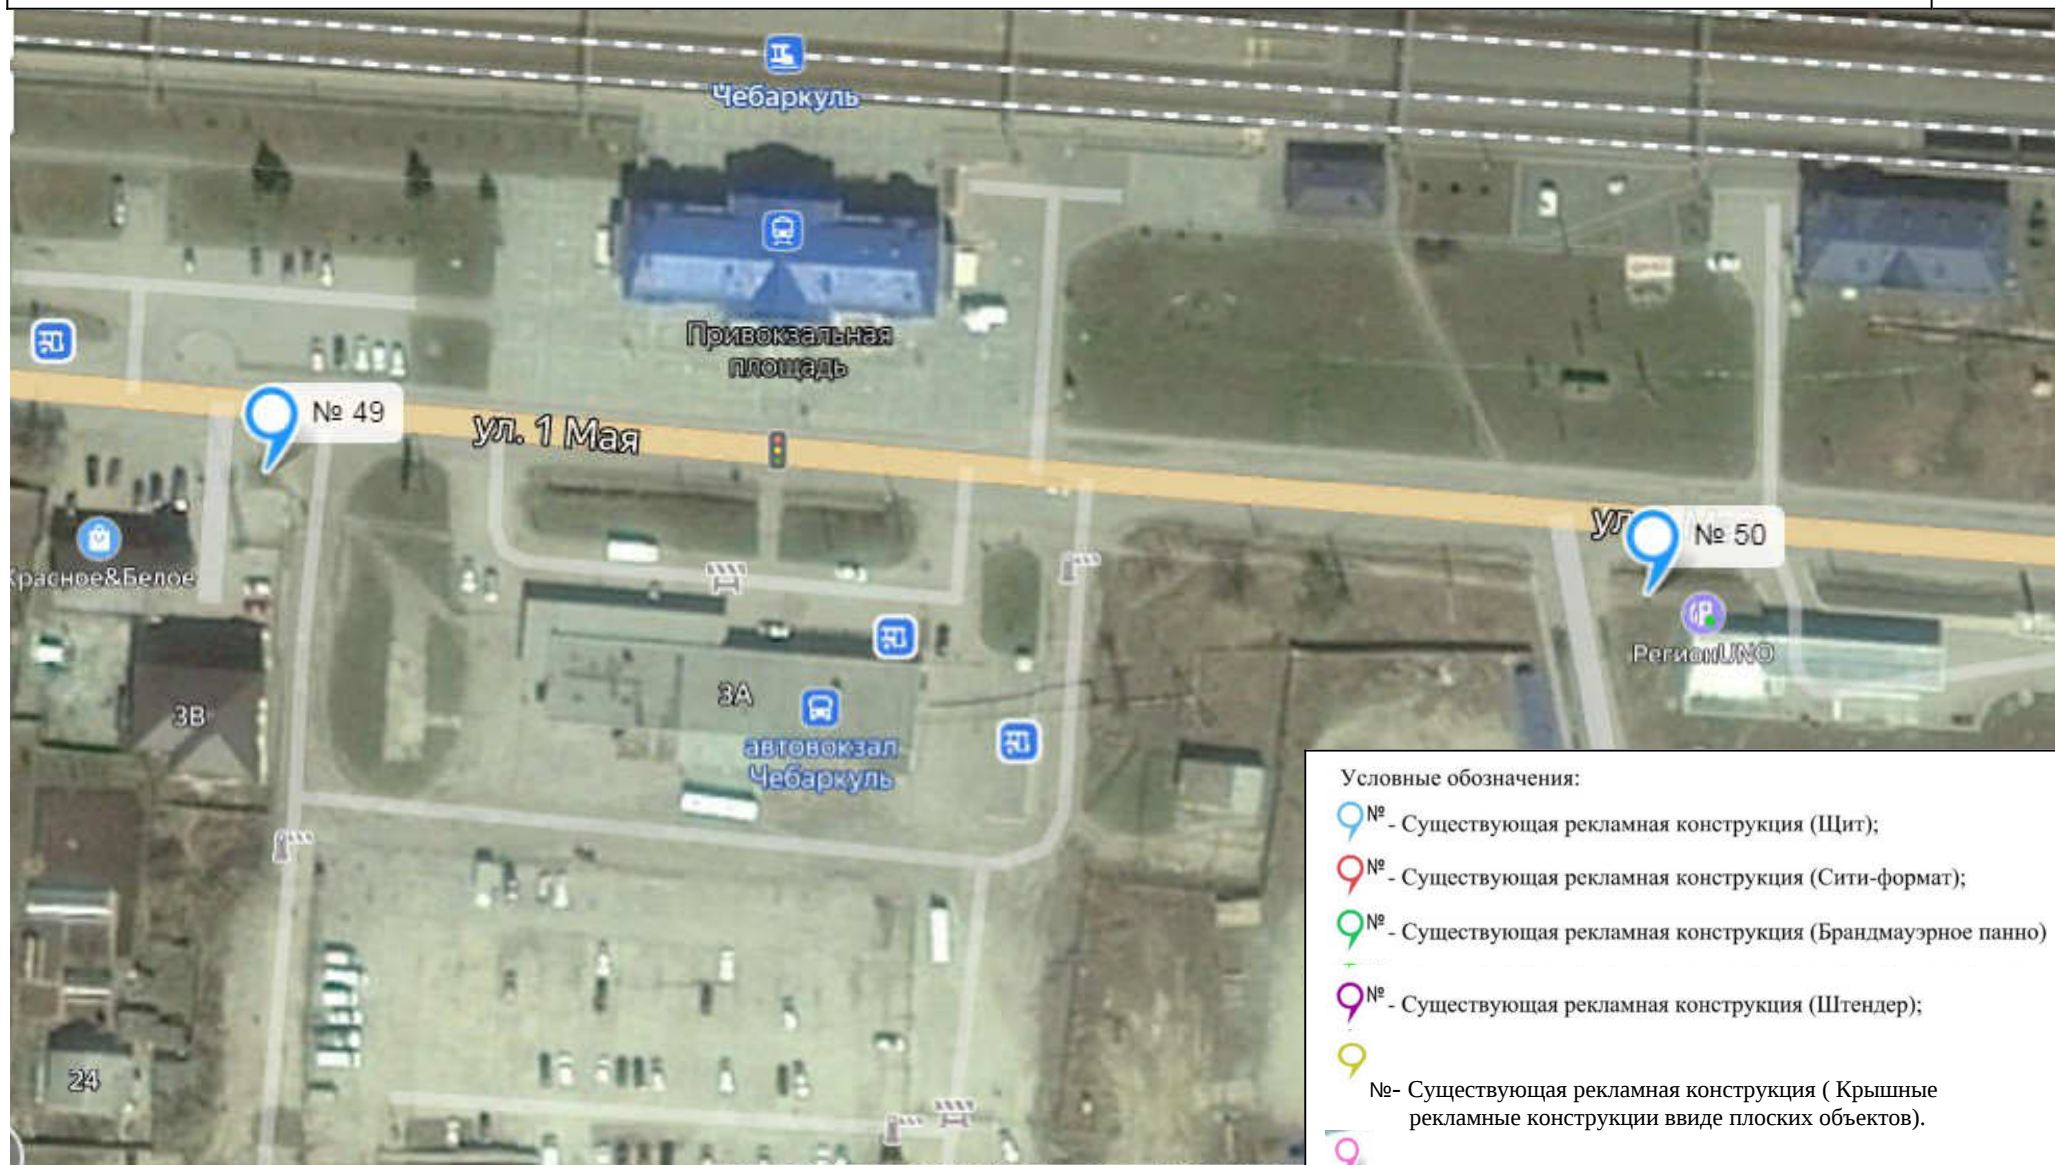 Чебаркуль
Привокзальная
площадь
№ 49
ул. 1 Мая
ул
№ 50
Красное&Белое
РегионUNO
3А
3В
автовокзал
Чебаркуль
24
Условные обозначения:
№ - Существующая рекламная конструкция (Щит);
№ - Существующая рекламная конструкция (Сити-формат);
№ - Существующая рекламная конструкция (Брандмауэрное панно)
№ - Существующая рекламная конструкция (Штендер);
№- Существующая рекламная конструкция ( Крышные
рекламные конструкции ввиде плоских объектов).